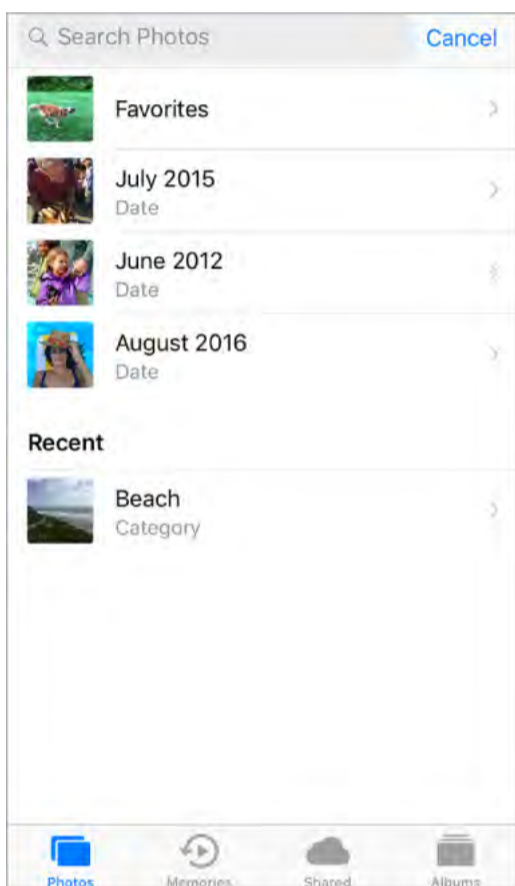 Search Photos
Cancel
Favorites
July 2015
Date
June 2012
Date
August 2016
Date
Recent
Beach
Category
Photos
Memories
Shared
Albums